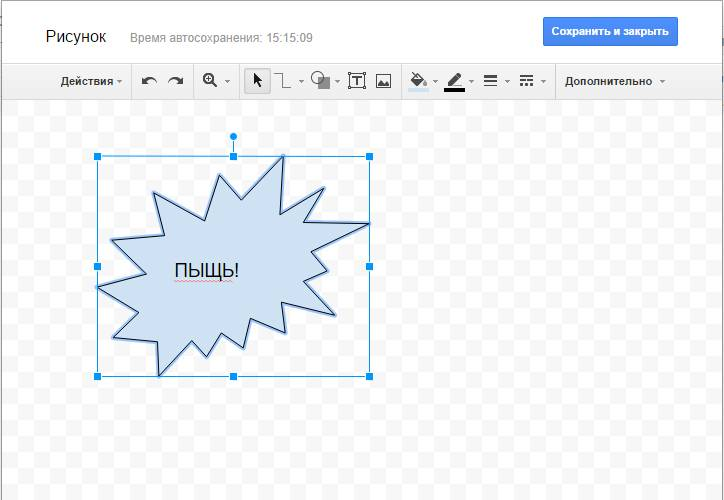 Рисунок
Время автосохранения: 15:15:09
Сохранить и закрыть
Действия
T
Дополнительно
ПЫЩЬ!